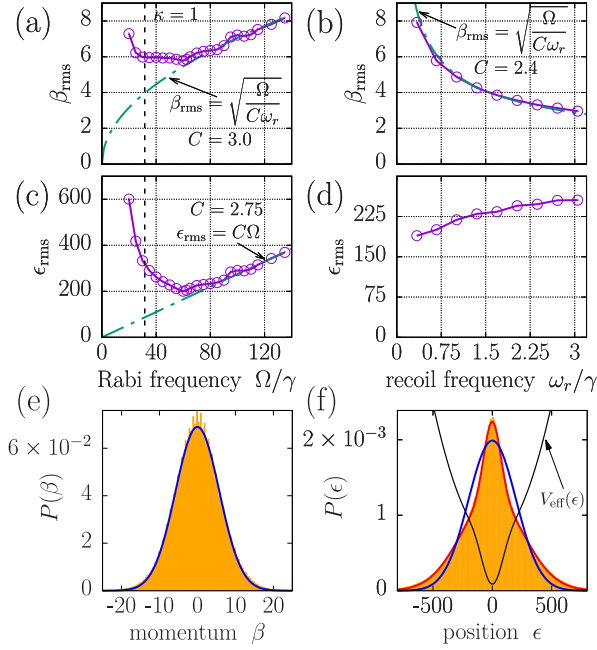 (a)
κ = 1
8
6
4
2
0
β_rms
β_rms = √(Ω/(Cω_r))
C = 3.0
(b)
8
6
4
2
0
β_rms
β_rms = √(Ω/(Cω_r))
C = 2.4
(c)
600
400
200
0
ϵ_rms
C = 2.75
ϵ_rms = CΩ
0 40 80 120
Rabi frequency Ω/γ
(d)
225
150
75
0
ϵ_rms
0.75 1.5 2.25 3
recoil frequency ω_r/γ
(e)
6 × 10⁻²
4
2
0
P(β)
-20 -10 0 10 20
momentum β
(f)
2 × 10⁻³
1
0
P(ϵ)
V_eff(ϵ)
-500 0 500
position ϵ